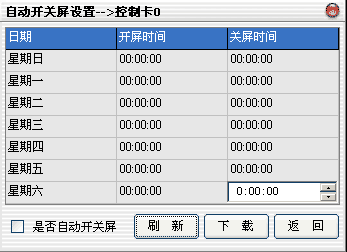 自动开关屏设置-->控制卡0
日期 开屏时间 关屏时间
星期日 00:00:00 00:00:00
星期一 00:00:00 00:00:00
星期二 00:00:00 00:00:00
星期三 00:00:00 00:00:00
星期四 00:00:00 00:00:00
星期五 00:00:00 00:00:00
星期六 00:00:00 0:00:00
是否自动开关屏 刷 新 下 载 返 回